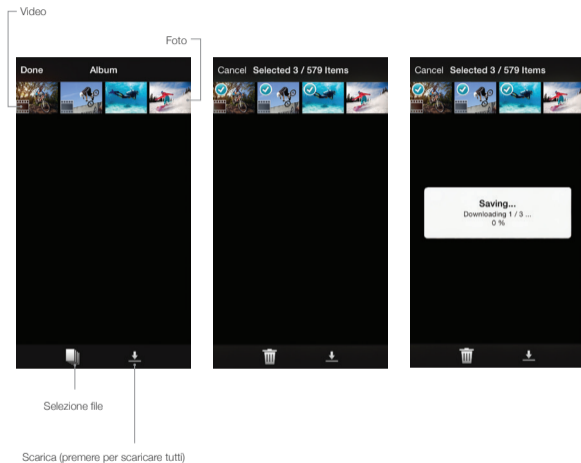 Video
Foto
Done Album
Cancel Selected 3 / 579 Items
Cancel Selected 3 / 579 Items
Saving...
Downloading 1 / 3 ...
0 %
Selezione file
Scarica (premere per scaricare tutti)